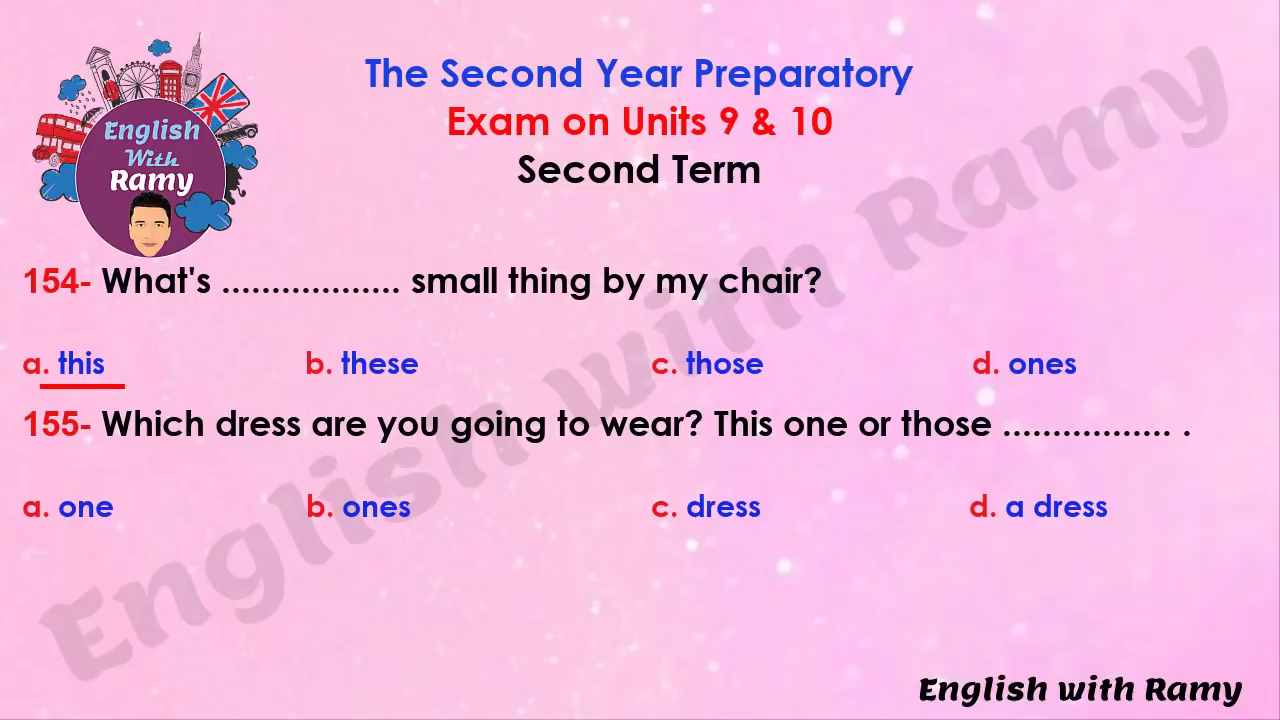 English
With
Ramy
The Second Year Preparatory
Exam on Units 9 & 10
Second Term
154- What's .................. small thing by my chair?
a. this b. these c. those d. ones
155- Which dress are you going to wear? This one or those ................. .
a. one b. ones c. dress d. a dress
English with Ramy
English with Ramy